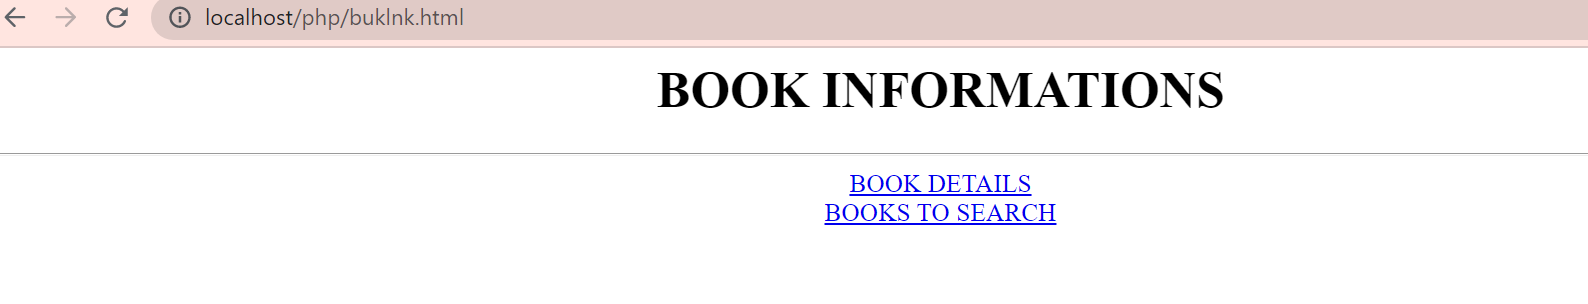 localhost/php/buklnk.html
BOOK INFORMATIONS
BOOK DETAILS
BOOKS TO SEARCH